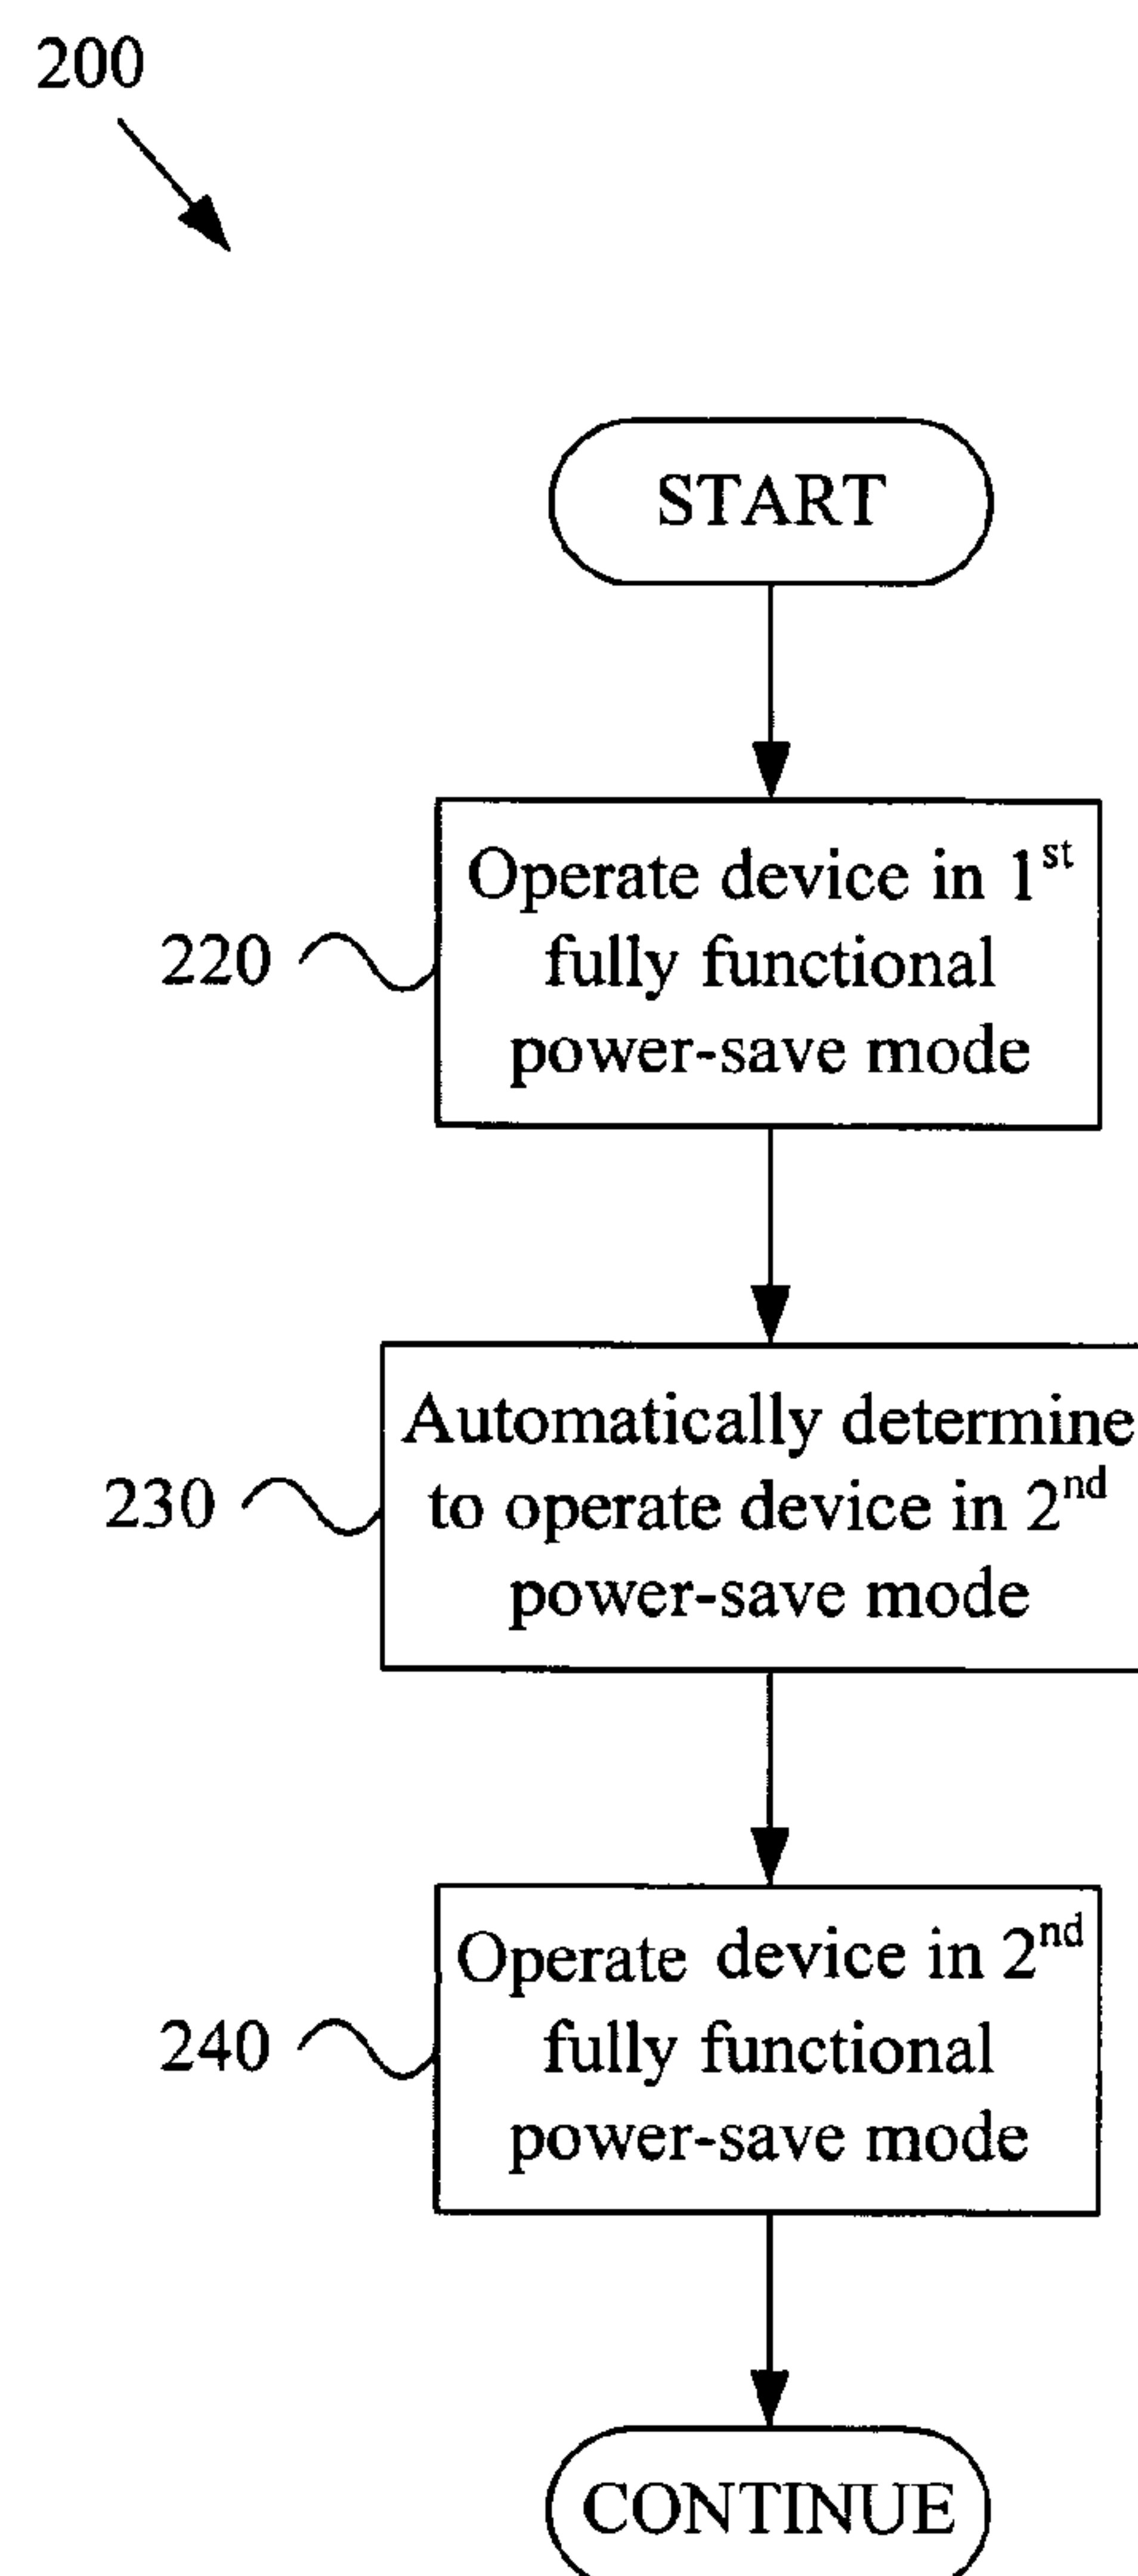 200
START
Operate device in 1st
fully functional
power-save mode
220
Automatically determine
to operate device in 2nd
power-save mode
230
Operate device in 2nd
fully functional
power-save mode
240
CONTINUE